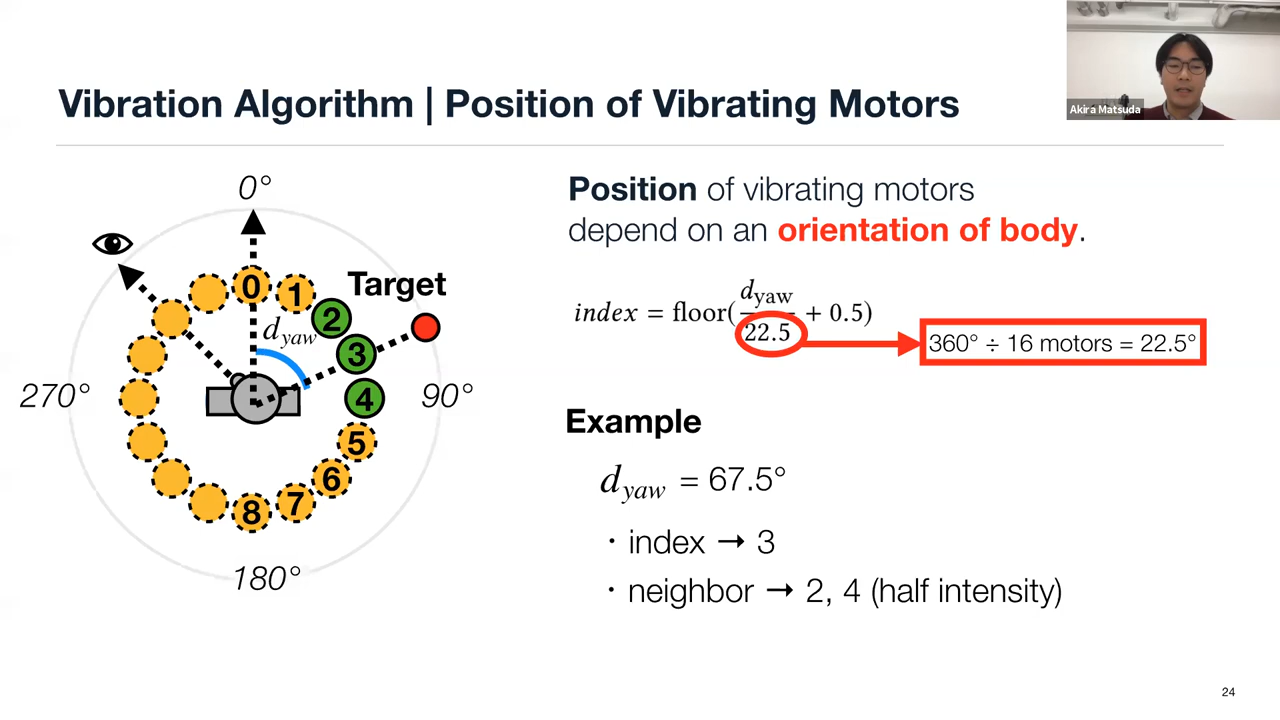 Vibration Algorithm | Position of Vibrating Motors
Akira Matsuda
0°
0
1
2
3
4
5
6
7
8
Target
d_yaw
270°
90°
180°
Position of vibrating motors
depend on an orientation of body.
index = floor(d_yaw / 22.5 + 0.5)
360° ÷ 16 motors = 22.5°
Example
d_yaw = 67.5°
・index → 3
・neighbor → 2, 4 (half intensity)
24